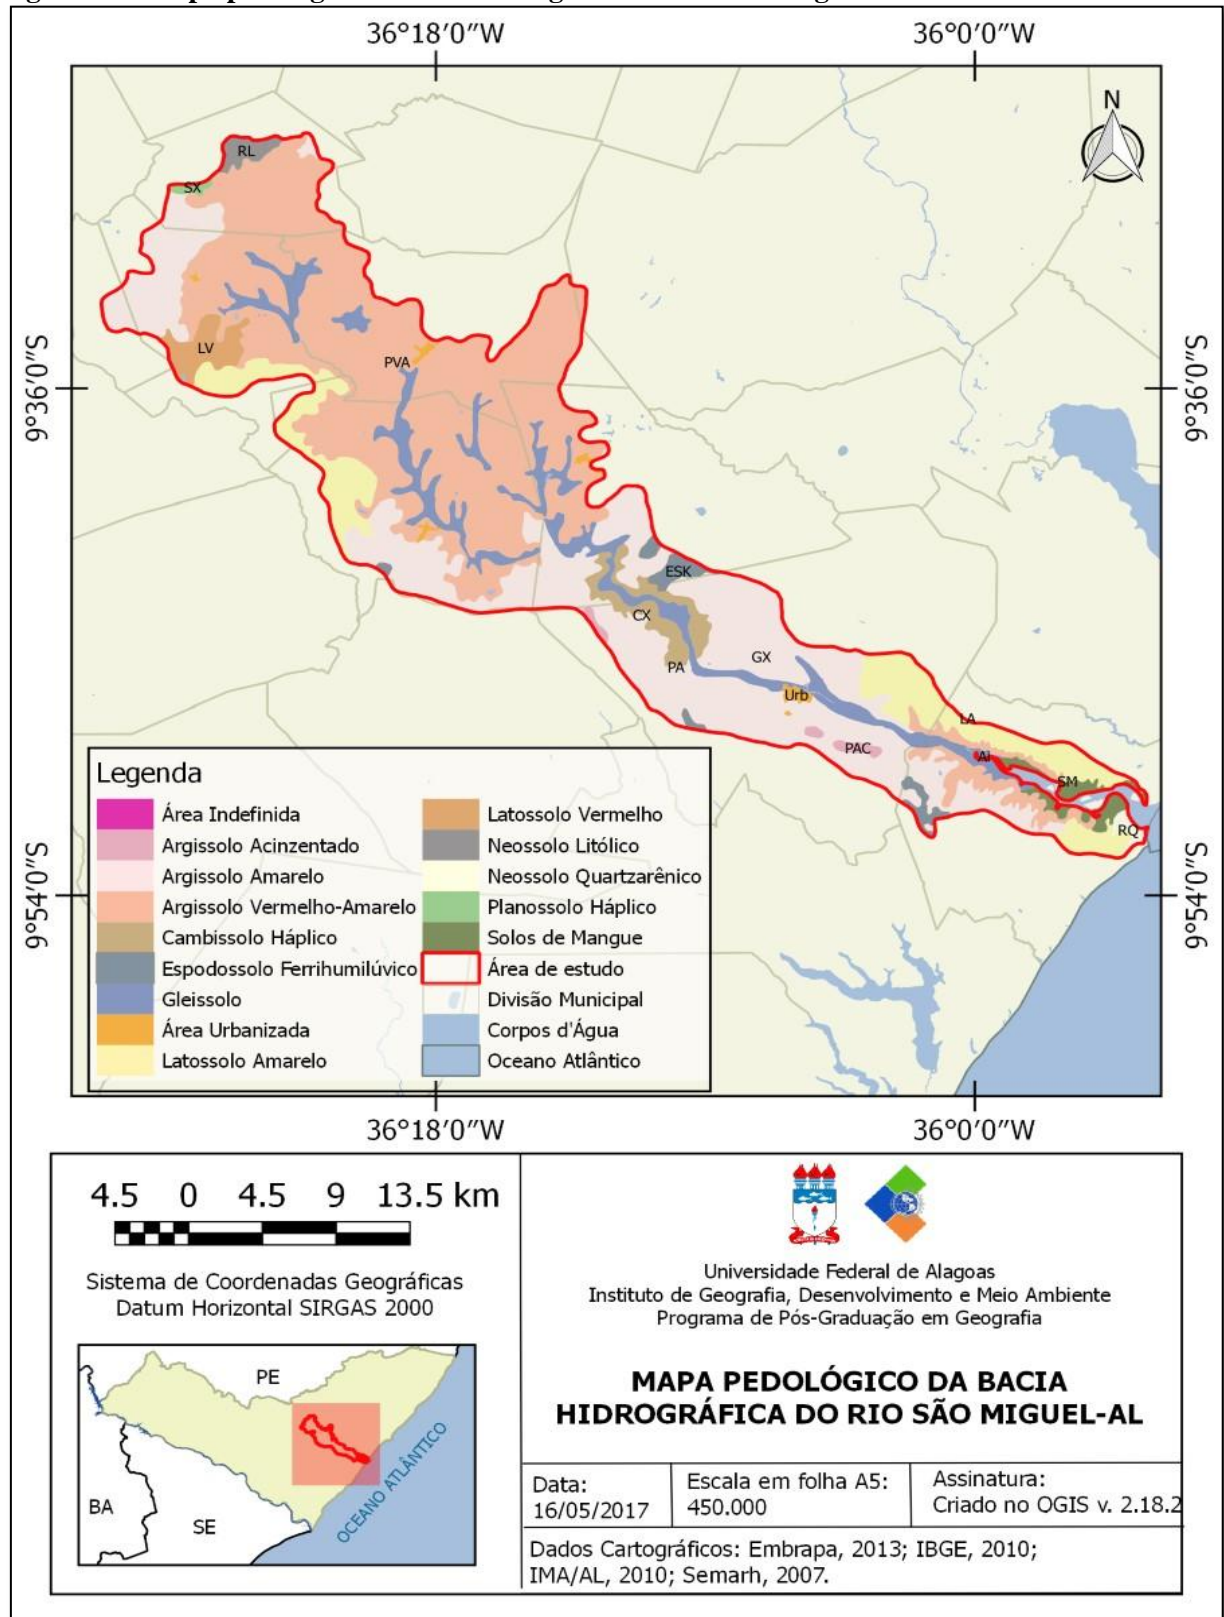 36°18'0"W 36°0'0"W
N
RL
SX
LV
PVA
9°36'0"S 9°36'0"S
ESK
CX
GX
PA
Urb
LA
PAC
AI
SM
RQ
9°54'0"S 9°54'0"S
Legenda
Área Indefinida
Argissolo Acinzentado
Argissolo Amarelo
Argissolo Vermelho-Amarelo
Cambissolo Háplico
Espodossolo Ferrihumilúvico
Gleissolo
Área Urbanizada
Latossolo Amarelo
Latossolo Vermelho
Neossolo Litólico
Neossolo Quartzarênico
Planossolo Háplico
Solos de Mangue
Área de estudo
Divisão Municipal
Corpos d'Água
Oceano Atlântico
36°18'0"W 36°0'0"W
4.5 0 4.5 9 13.5 km
Sistema de Coordenadas Geográficas
Datum Horizontal SIRGAS 2000
PE
BA
SE
OCEANO ATLÂNTICO
Universidade Federal de Alagoas
Instituto de Geografia, Desenvolvimento e Meio Ambiente
Programa de Pós-Graduação em Geografia
MAPA PEDOLÓGICO DA BACIA
HIDROGRÁFICA DO RIO SÃO MIGUEL-AL
Data:
16/05/2017
Escala em folha A5:
450.000
Assinatura:
Criado no QGIS v. 2.18.2
Dados Cartográficos: Embrapa, 2013; IBGE, 2010;
IMA/AL, 2010; Semarh, 2007.